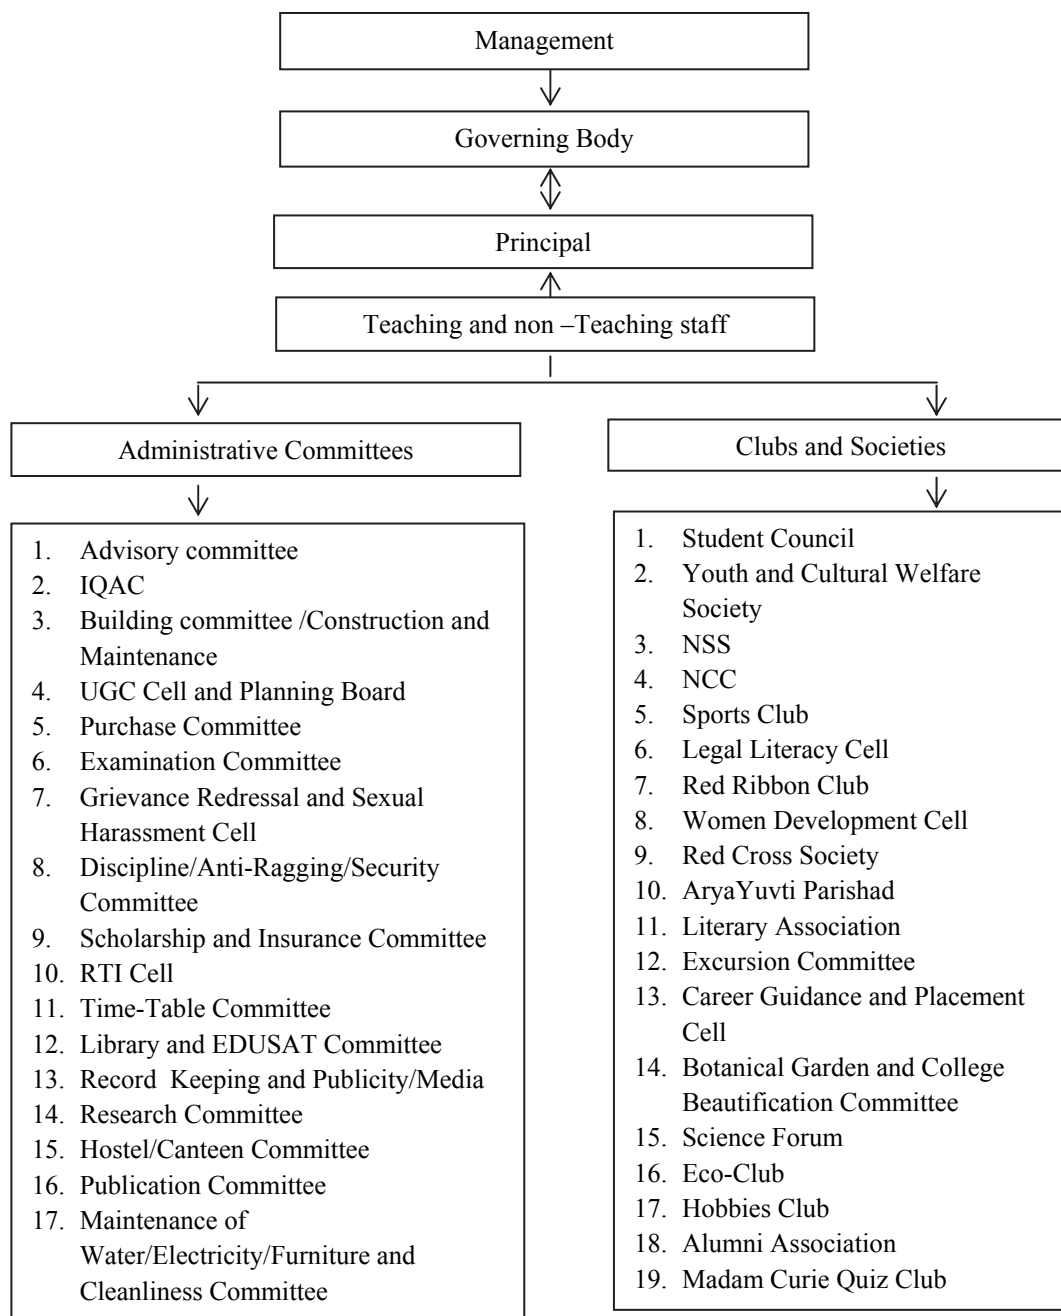 Management
Governing Body
Principal
Teaching and non –Teaching staff
Administrative Committees
1. Advisory committee
2. IQAC
3. Building committee /Construction and
Maintenance
4. UGC Cell and Planning Board
5. Purchase Committee
6. Examination Committee
7. Grievance Redressal and Sexual
Harassment Cell
8. Discipline/Anti-Ragging/Security
Committee
9. Scholarship and Insurance Committee
10. RTI Cell
11. Time-Table Committee
12. Library and EDUSAT Committee
13. Record Keeping and Publicity/Media
14. Research Committee
15. Hostel/Canteen Committee
16. Publication Committee
17. Maintenance of
Water/Electricity/Furniture and
Cleanliness Committee
Clubs and Societies
1. Student Council
2. Youth and Cultural Welfare
Society
3. NSS
4. NCC
5. Sports Club
6. Legal Literacy Cell
7. Red Ribbon Club
8. Women Development Cell
9. Red Cross Society
10. AryaYuvti Parishad
11. Literary Association
12. Excursion Committee
13. Career Guidance and Placement
Cell
14. Botanical Garden and College
Beautification Committee
15. Science Forum
16. Eco-Club
17. Hobbies Club
18. Alumni Association
19. Madam Curie Quiz Club